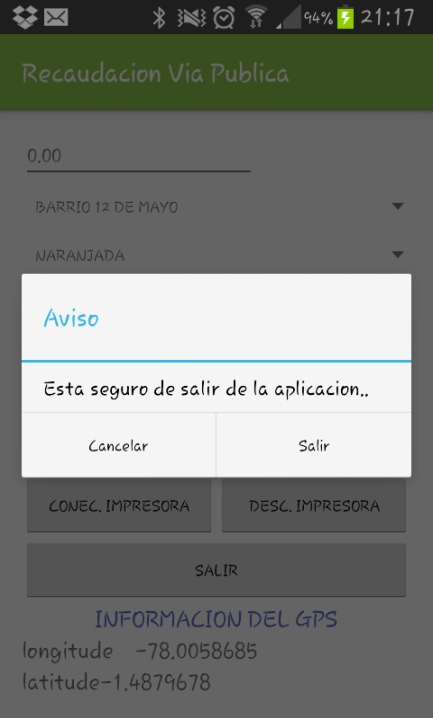 94% 21:17
Recaudacion Via Publica
0.00
BARRIO 12 DE MAYO
NARANJADA
Aviso
Esta seguro de salir de la aplicacion..
Cancelar Salir
CONEC. IMPRESORA DESC. IMPRESORA
SALIR
INFORMACION DEL GPS
longitude -78.0058685
latitude-1.4879678